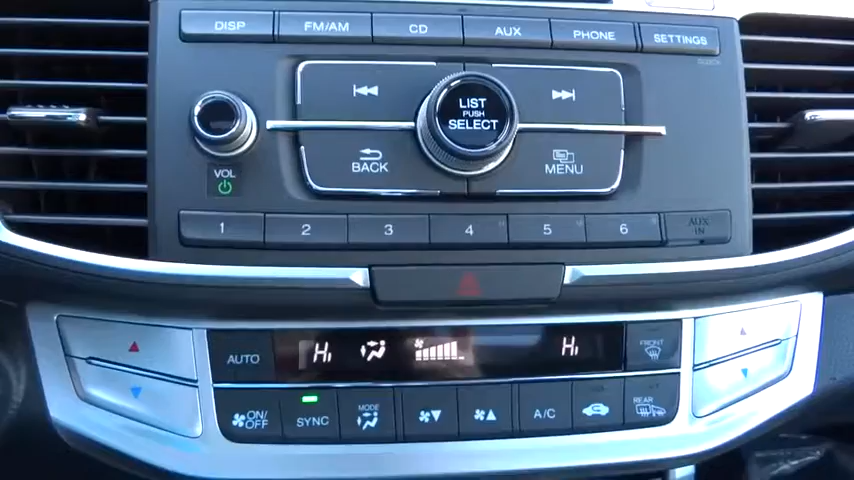 DISP FM/AM CD AUX PHONE SETTINGS
LIST
PUSH
SELECT
VOL
BACK MENU
1 2 3 4 5 6 AUX IN
AUTO Hi Hi FRONT
ON/OFF SYNC MODE A/C REAR